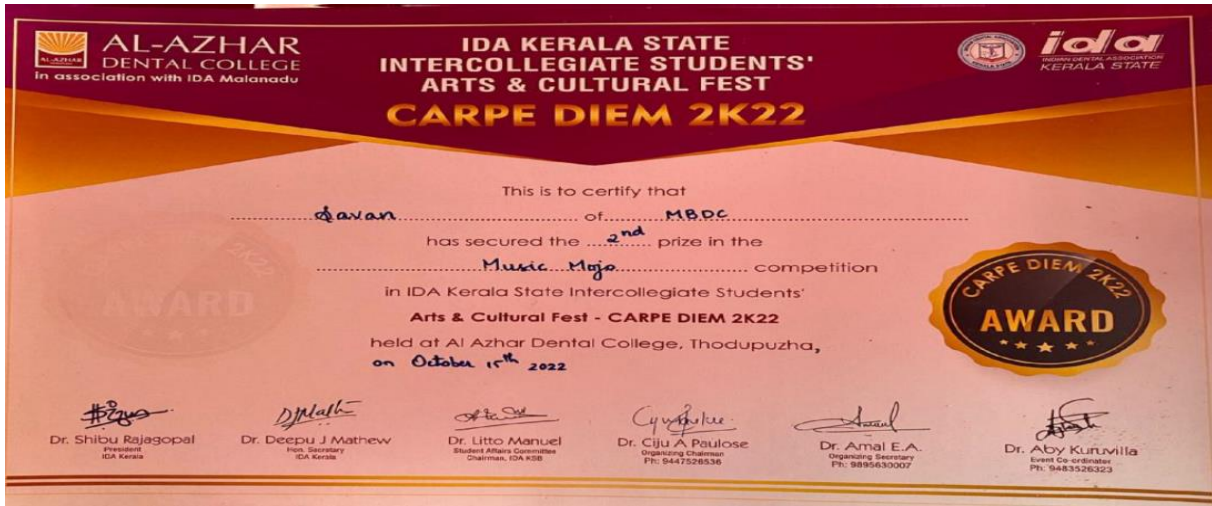 AL-AZHAR
AL-AZHAR
DENTAL COLLEGE
in association with IDA Malanadu
IDA KERALA STATE
INTERCOLLEGIATE STUDENTS'
ARTS & CULTURAL FEST
CARPE DIEM 2K22
ida
INDIAN DENTAL ASSOCIATION
KERALA STATE
This is to certify that
Savan of MBDC
has secured the 2nd prize in the
Music Mojo competition
in IDA Kerala State Intercollegiate Students'
Arts & Cultural Fest - CARPE DIEM 2K22
held at Al Azhar Dental College, Thodupuzha,
on October 15th 2022
2K22
AWARD
CARPE DIEM 2K22
AWARD
Dr. Shibu Rajagopal
President
IDA Kerala
Dr. Deepu J Mathew
Hon. Secretary
IDA Kerala
Dr. Litto Manuel
Student Affairs Committee
Chairman, IDA KSB
Dr. Ciju A Paulose
Organizing Chairman
Ph: 9447528536
Dr. Amal E.A.
Organizing Secretary
Ph: 9895630007
Dr. Aby Kuruvilla
Event Co-ordinator
Ph: 9483526323